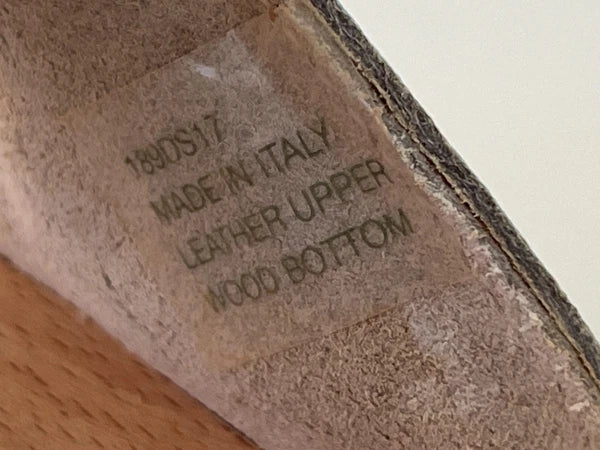 189DS17
MADE IN ITALY
LEATHER UPPER
WOOD BOTTOM